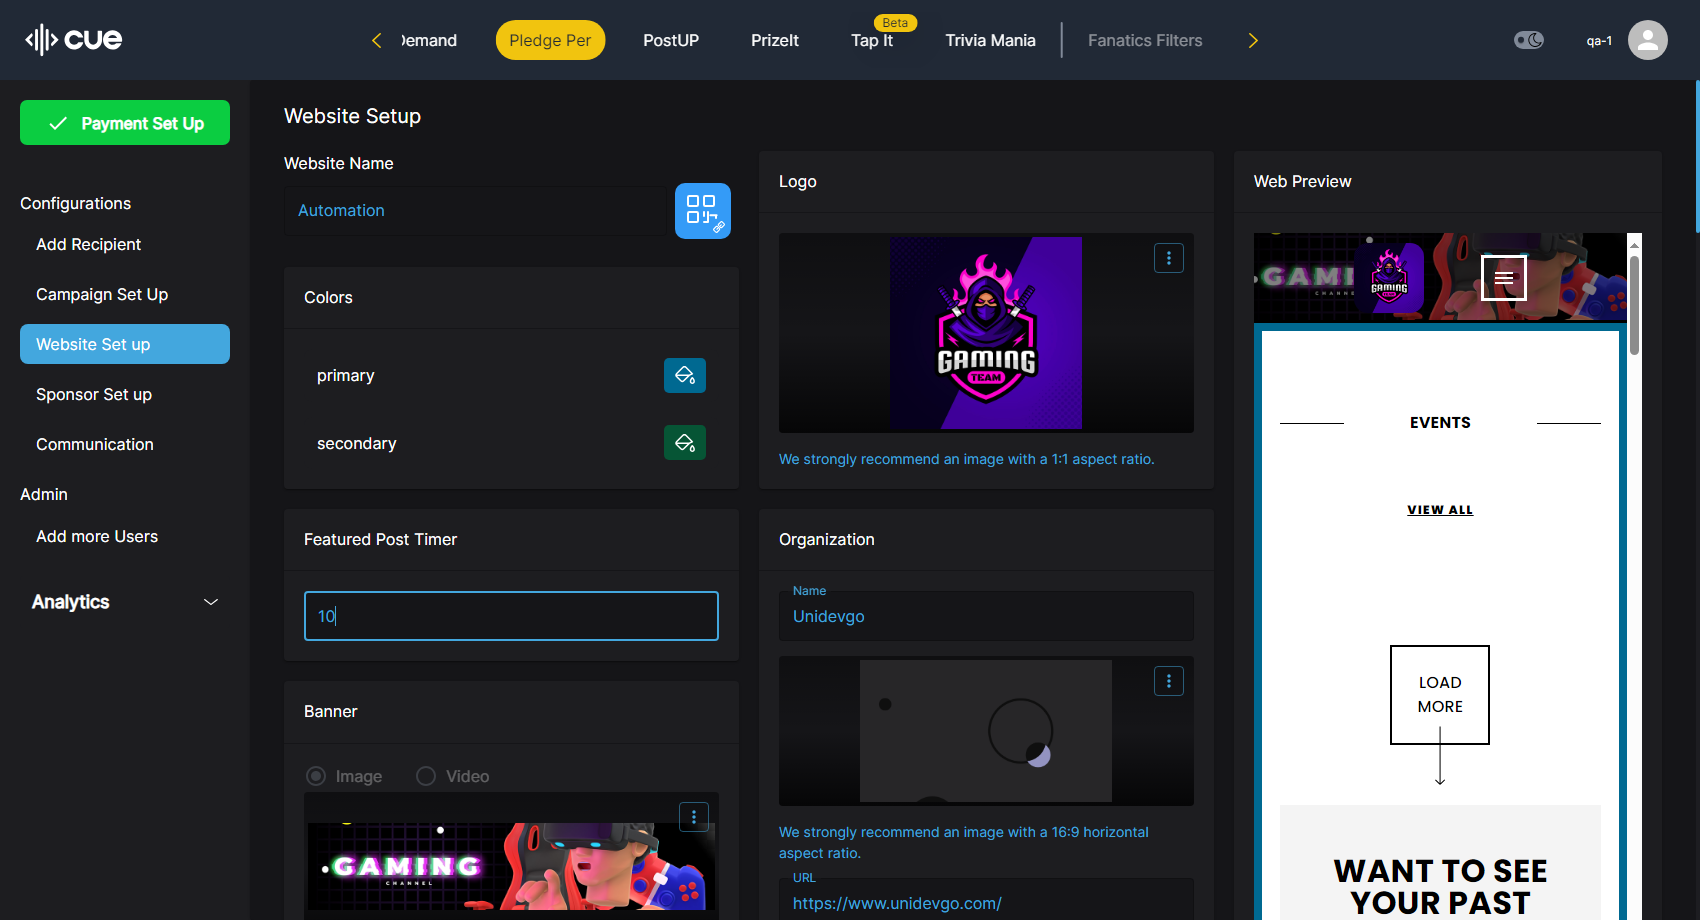 cue
Demand
Pledge Per
PostUP
PrizeIt
Beta
Tap It
Trivia Mania
Fanatics Filters
qa-1
Payment Set Up
Configurations
Add Recipient
Campaign Set Up
Website Set up
Sponsor Set up
Communication
Admin
Add more Users
Analytics
Website Setup
Website Name
Automation
Colors
primary
secondary
Featured Post Timer
10
Banner
Image
Video
GAMING
CHANNEL
Logo
GAMING
TEAM
We strongly recommend an image with a 1:1 aspect ratio.
Organization
Name
Unidevgo
We strongly recommend an image with a 16:9 horizontal
aspect ratio.
URL
https://www.unidevgo.com/
Web Preview
GAMI
CHANN
GAMING
TEAM
EVENTS
VIEW ALL
LOAD
MORE
WANT TO SEE
YOUR PAST